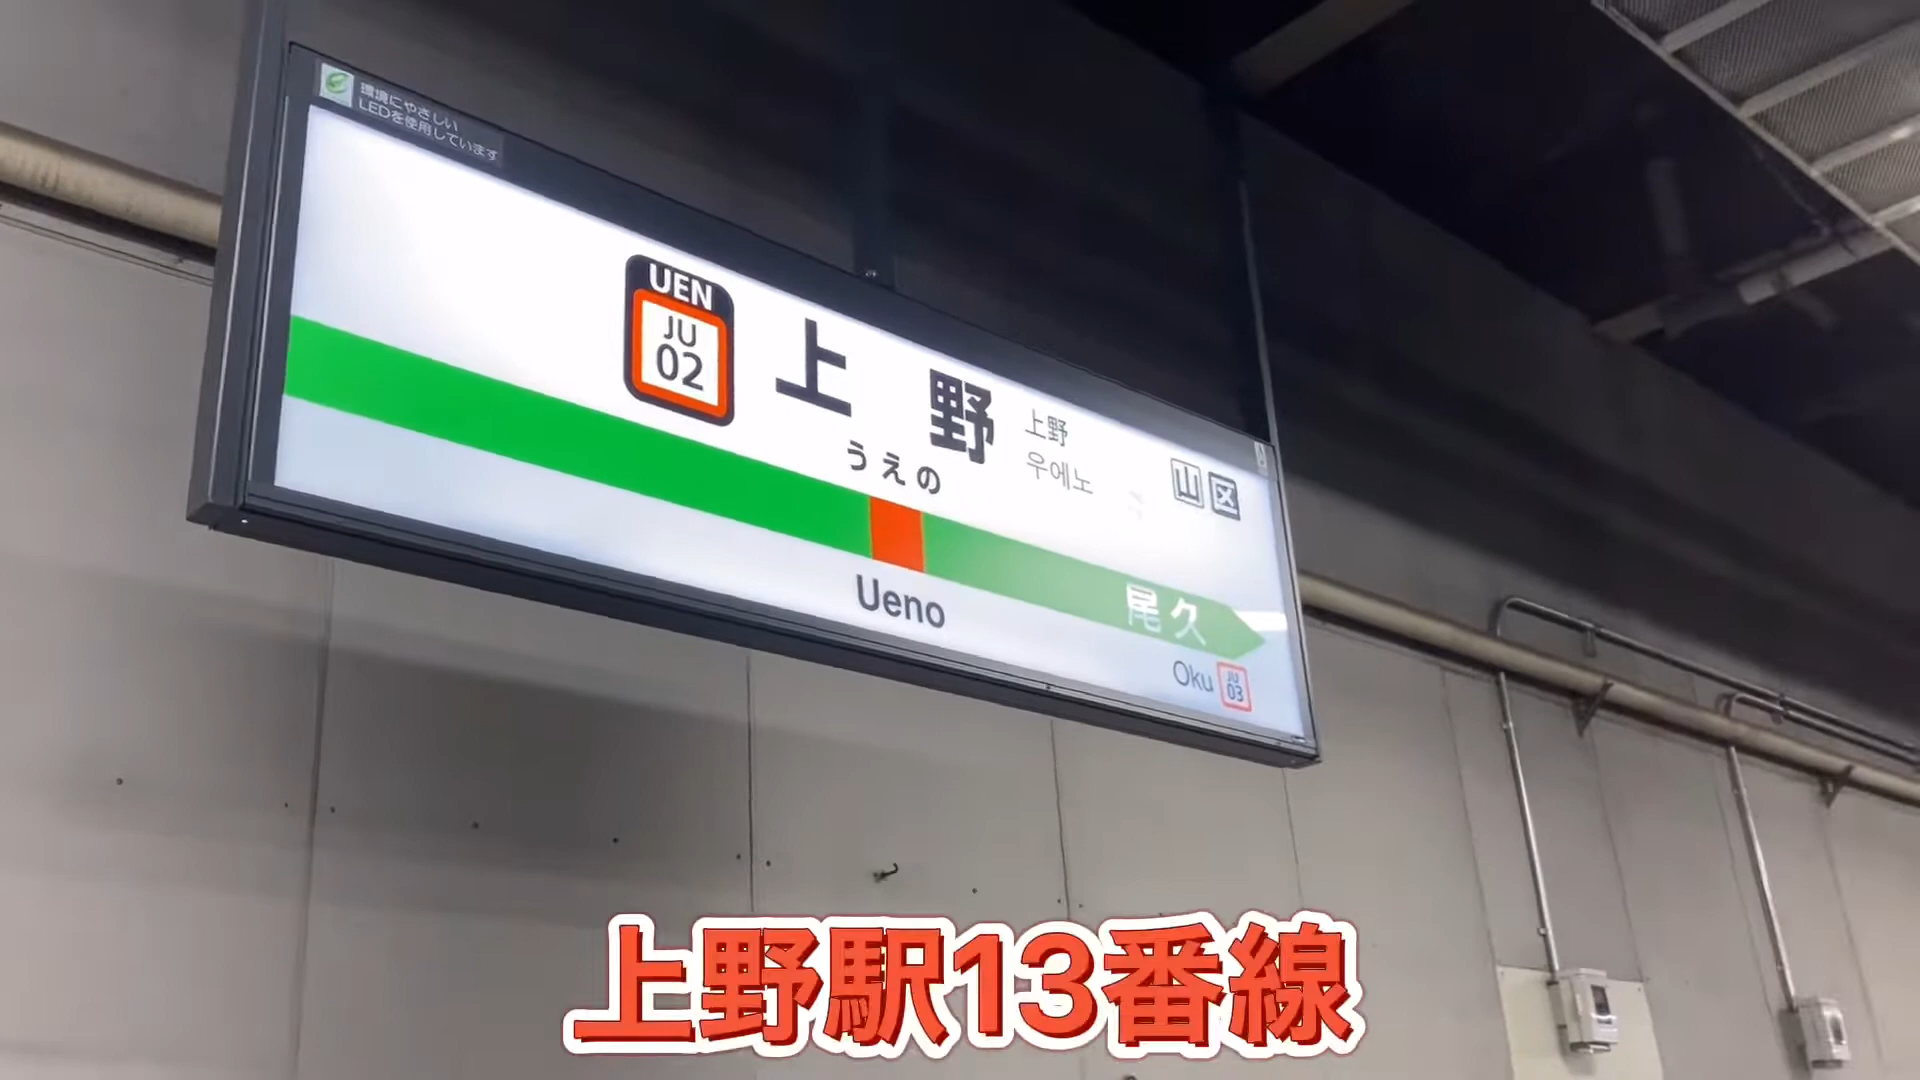 環境にやさしい
LEDを使用しています
UEN
JU
02
上野
うえの
上野
우에노
山区
Ueno
尾久
Oku
JU
03
上野駅13番線